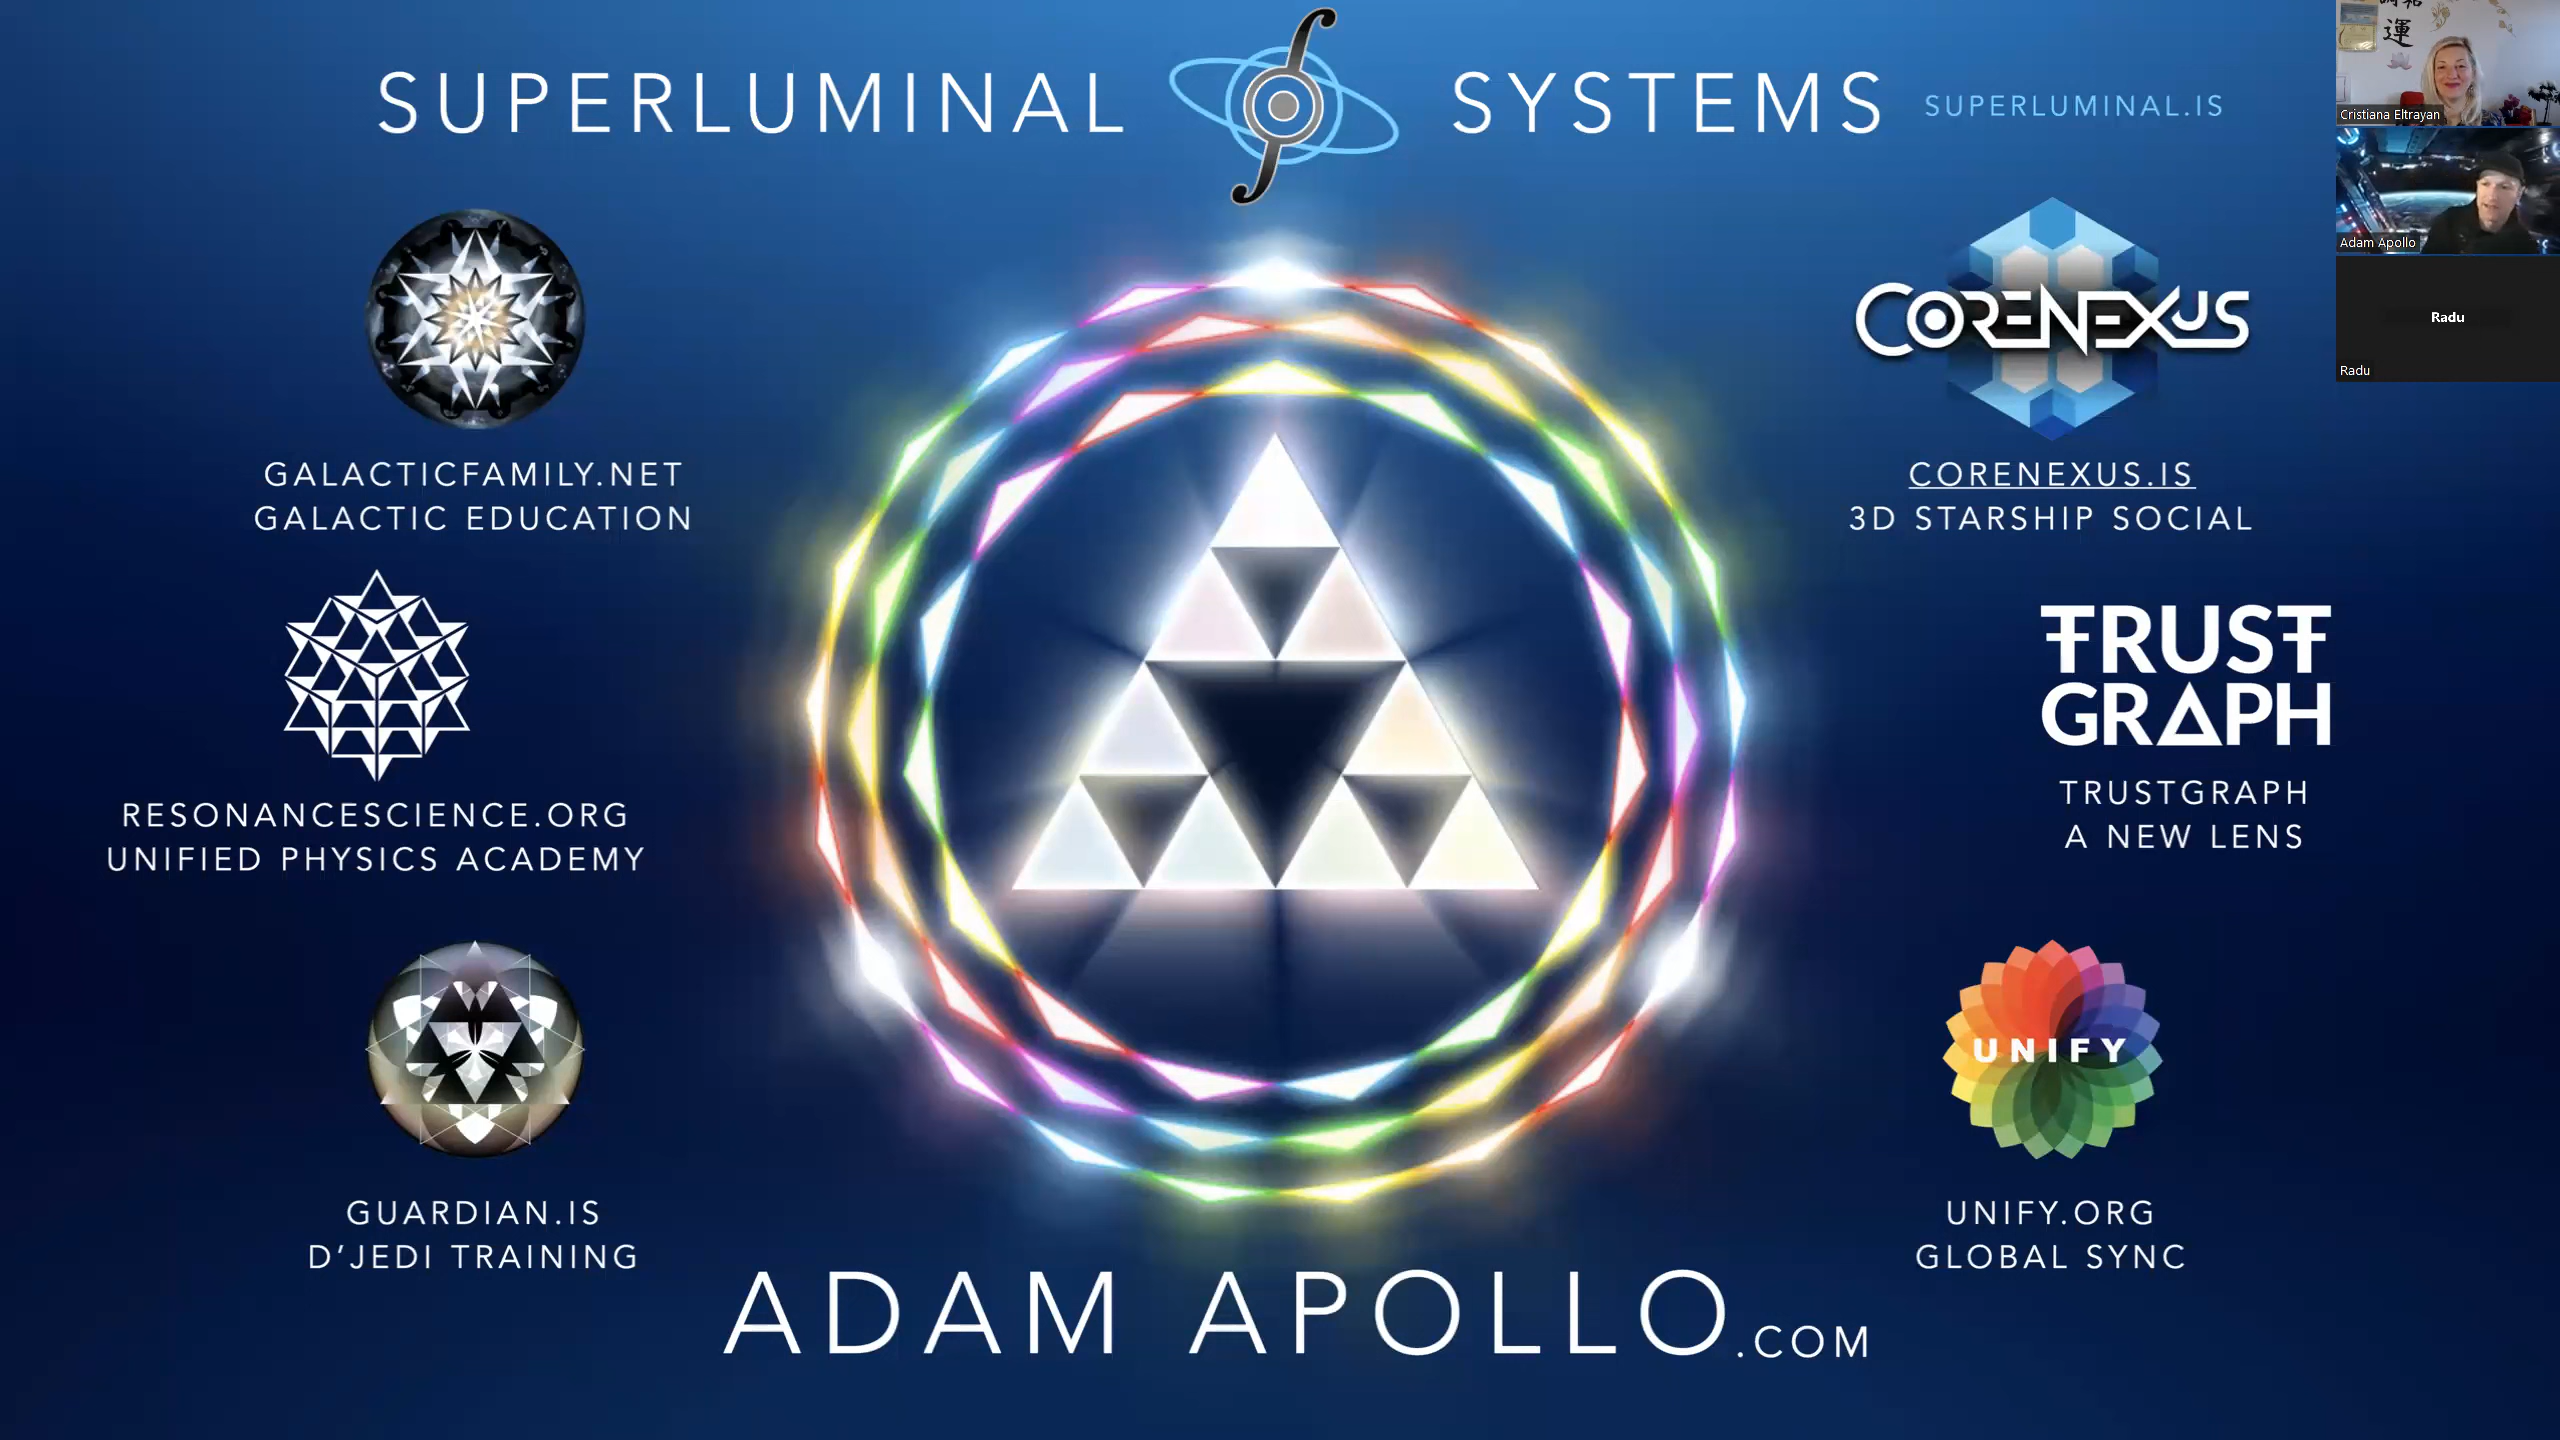 SUPERLUMINAL SYSTEMS SUPERLUMINAL.IS
GALACTICFAMILY.NET
GALACTIC EDUCATION
RESONANCESCIENCE.ORG
UNIFIED PHYSICS ACADEMY
GUARDIAN.IS
D'JEDI TRAINING
CORENEXUS
CORENEXUS.IS
3D STARSHIP SOCIAL
TRUST
GRAPH
TRUSTGRAPH
A NEW LENS
UNIFY
UNIFY.ORG
GLOBAL SYNC
ADAM APOLLO.COM
運
Cristiana Eltrayan
Adam Apollo
Radu
Radu